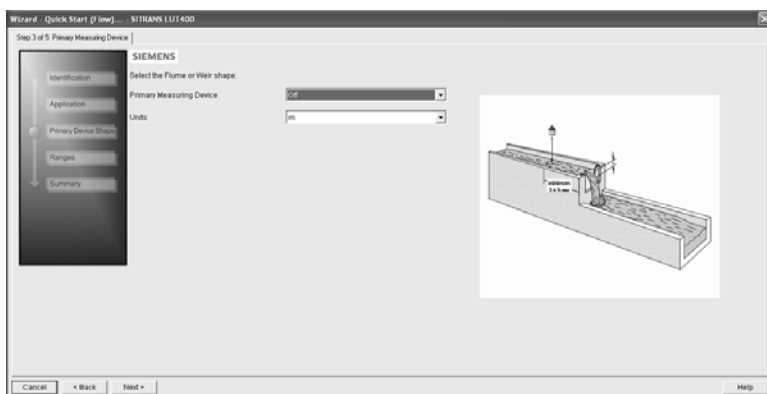 Wizard - Quick Start (Flow)... - SITRANS LUT400
Step 3 of 5: Primary Measuring Device
SIEMENS
Identification
Application
Primary Device Shape
Ranges
Summary
Select the Flume or Weir shape.
Primary Measuring Device
Off
Units
m
minimum
Cancel
< Back
Next >
Help